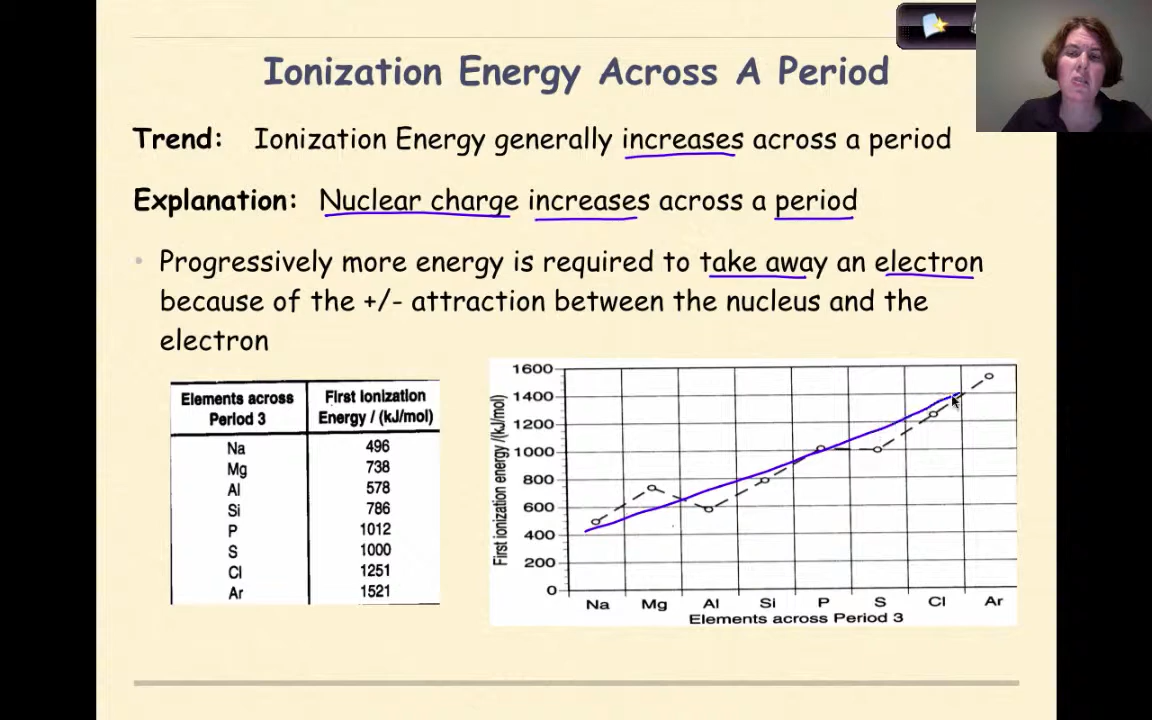 Ionization Energy Across A Period
Trend: Ionization Energy generally increases across a period
Explanation: Nuclear charge increases across a period
• Progressively more energy is required to take away an electron
because of the +/- attraction between the nucleus and the
electron
Elements across First Ionization
Period 3 Energy / (kJ/mol)
Na 496
Mg 738
Al 578
Si 786
P 1012
S 1000
Cl 1251
Ar 1521
First ionization energy /(kJ/mol)
1600
1400
1200
1000
800
600
400
200
0
Na Mg Al Si P S Cl Ar
Elements across Period 3